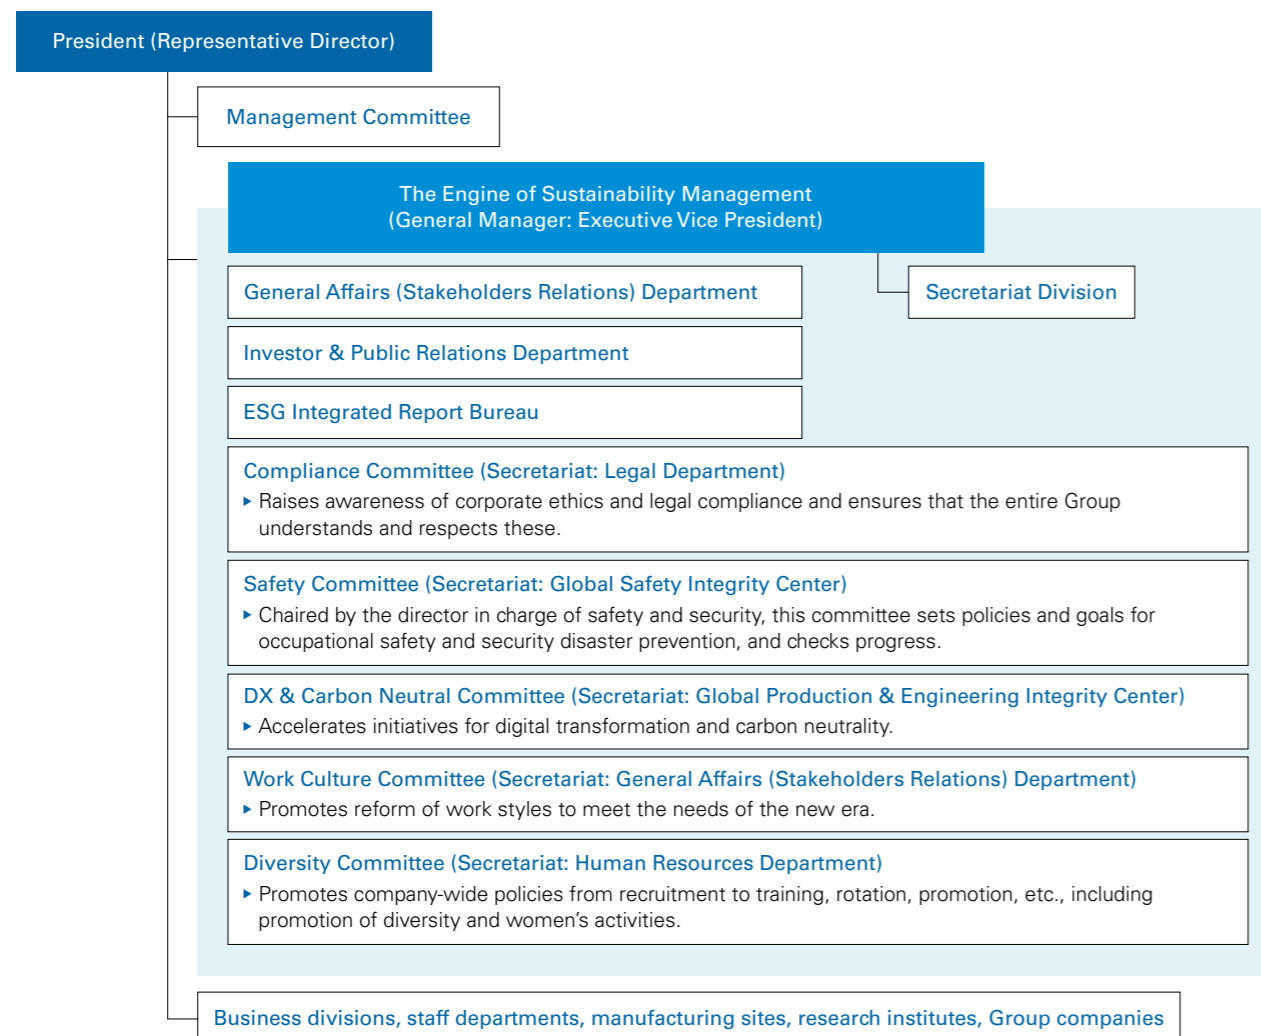 President (Representative Director)
Management Committee
The Engine of Sustainability Management
(General Manager: Executive Vice President)
General Affairs (Stakeholders Relations) Department
Secretariat Division
Investor & Public Relations Department
ESG Integrated Report Bureau
Compliance Committee (Secretariat: Legal Department)
▸ Raises awareness of corporate ethics and legal compliance and ensures that the entire Group
understands and respects these.
Safety Committee (Secretariat: Global Safety Integrity Center)
▸ Chaired by the director in charge of safety and security, this committee sets policies and goals for
occupational safety and security disaster prevention, and checks progress.
DX & Carbon Neutral Committee (Secretariat: Global Production & Engineering Integrity Center)
▸ Accelerates initiatives for digital transformation and carbon neutrality.
Work Culture Committee (Secretariat: General Affairs (Stakeholders Relations) Department)
▸ Promotes reform of work styles to meet the needs of the new era.
Diversity Committee (Secretariat: Human Resources Department)
▸ Promotes company-wide policies from recruitment to training, rotation, promotion, etc., including
promotion of diversity and women’s activities.
Business divisions, staff departments, manufacturing sites, research institutes, Group companies